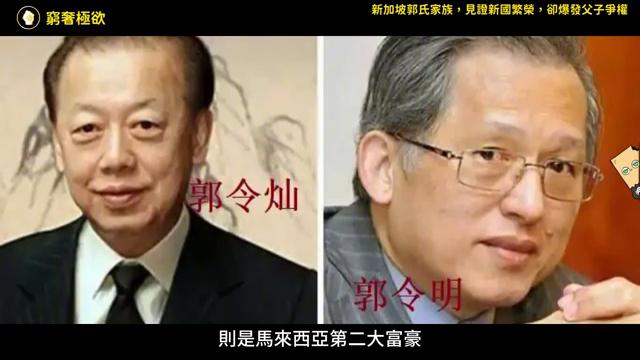 窮奢極欲
新加坡郭氏家族，見證新國繁榮，卻爆發父子爭權
郭令灿
郭令明
則是馬來西亞第二大富豪